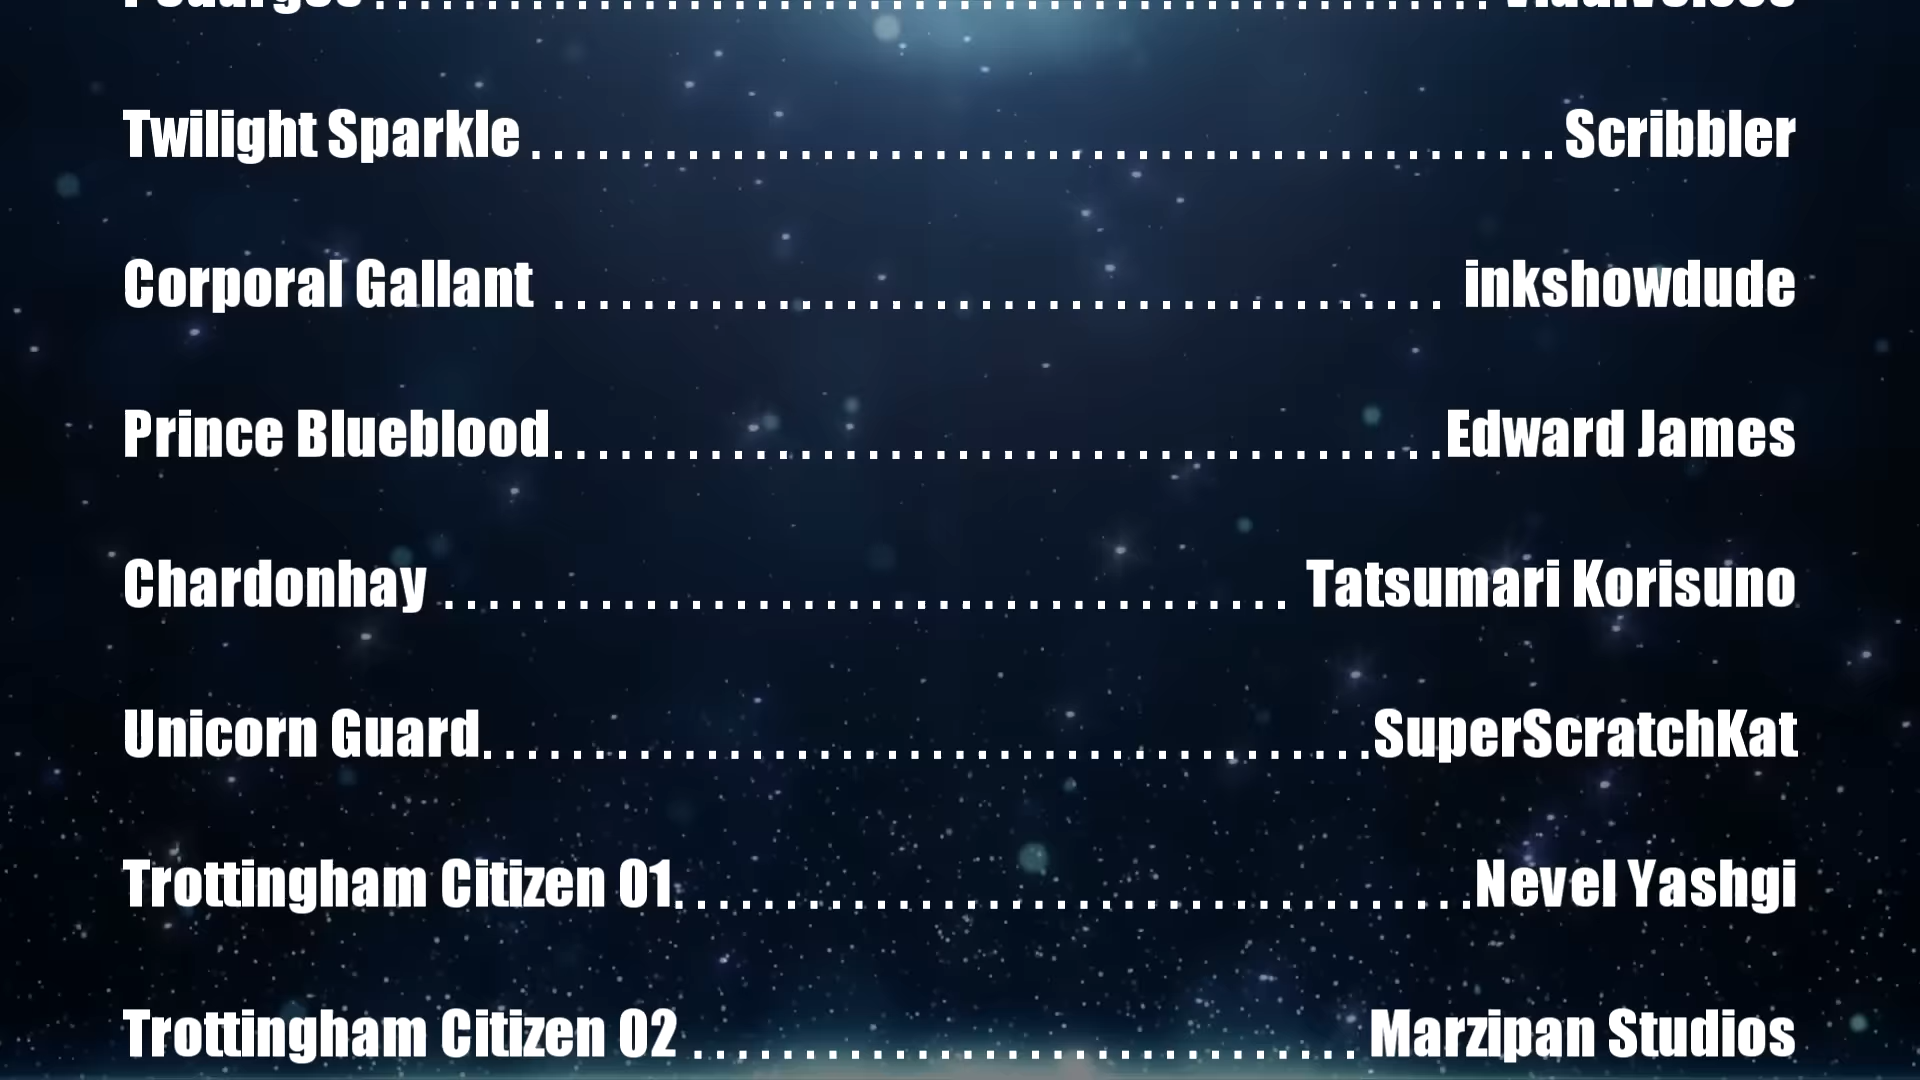 Twilight Sparkle . . . . . . . . . . . . . . . . . . . . . . . . . . . . . . . . . . . . . . . . . . . . . . Scribbler
Corporal Gallant . . . . . . . . . . . . . . . . . . . . . . . . . . . . . . . . . . . . . . . . inkshowdude
Prince Blueblood. . . . . . . . . . . . . . . . . . . . . . . . . . . . . . . . . . . . . . . .Edward James
Chardonhay . . . . . . . . . . . . . . . . . . . . . . . . . . . . . . . . . . . . . . Tatsumari Korisuno
Unicorn Guard. . . . . . . . . . . . . . . . . . . . . . . . . . . . . . . . . . . . . . . .SuperScratchKat
Trottingham Citizen 01. . . . . . . . . . . . . . . . . . . . . . . . . . . . . . . . . . . .Nevel Yashgi
Trottingham Citizen 02 . . . . . . . . . . . . . . . . . . . . . . . . . . . . . . Marzipan Studios